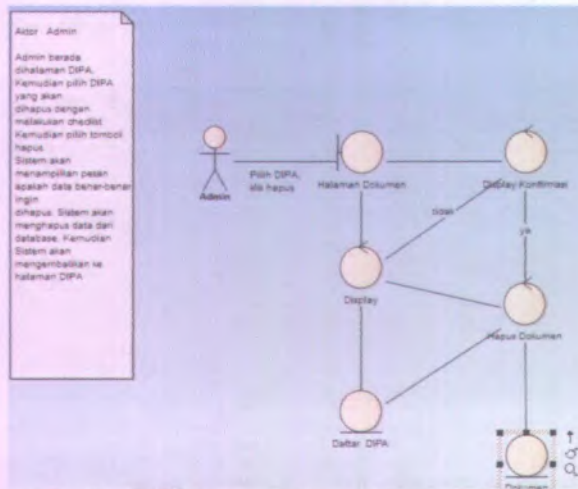 Aktor : Admin
Admin berada
dihalaman DIPA.
Kemudian pilih DIPA
yang akan
dihapus dengan
melakukan cheklist
Kemudian pilih tombol
hapus
Sistem akan
menampilkan pesan
apakah data benar-benar
ingin
dihapus. Sistem akan
menghapus data dari
database. Kemudian
Sistem akan
mengembalikan ke
halaman DIPA
Admin
Pilih DIPA,
klik hapus
Halaman Dokumen
Display Konfirmasi
tidak
ya
Display
Hapus Dokumen
Daftar DIPA
Dokumen